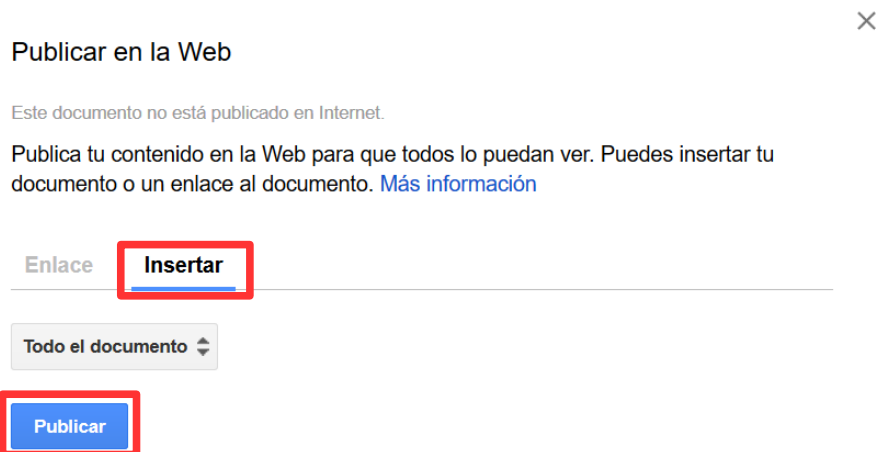 Publicar en la Web
Este documento no está publicado en Internet.
Publica tu contenido en la Web para que todos lo puedan ver. Puedes insertar tu
documento o un enlace al documento. Más información
Enlace Insertar
Todo el documento
Publicar